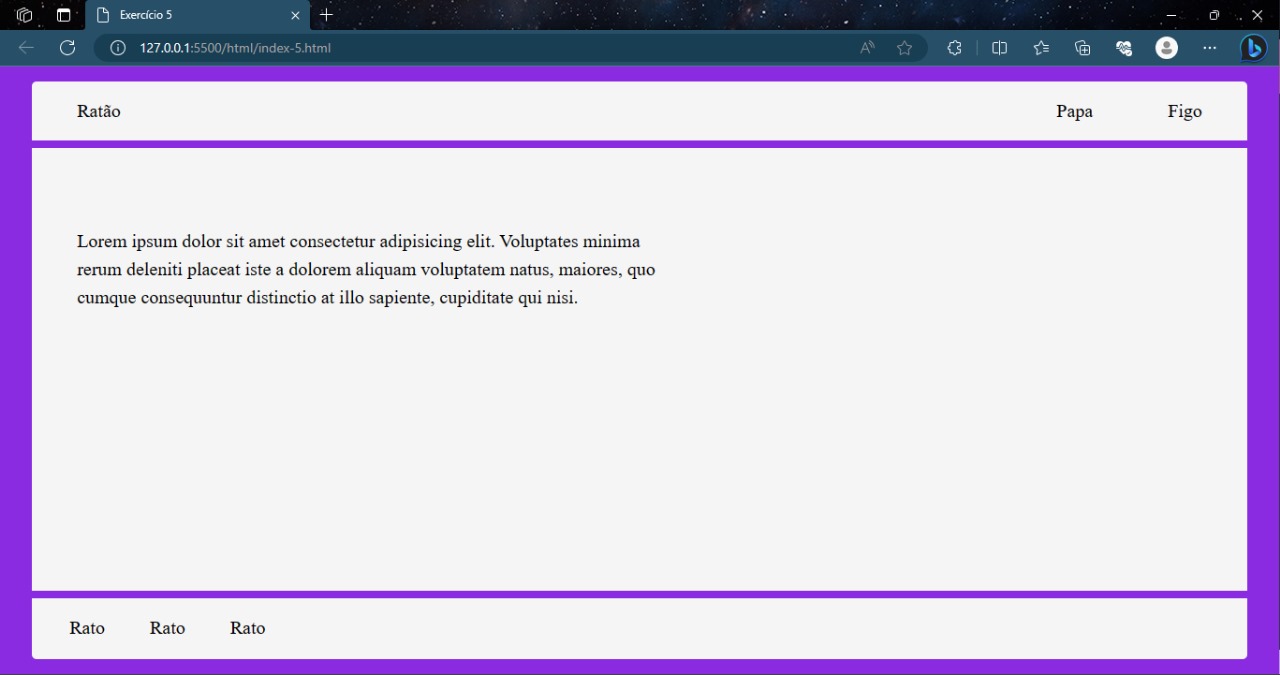 Exercício 5
127.0.0.1:5500/html/index-5.html
Ratão Papa Figo
Lorem ipsum dolor sit amet consectetur adipisicing elit. Voluptates minima
rerum deleniti placeat iste a dolorem aliquam voluptatem natus, maiores, quo
cumque consequuntur distinctio at illo sapiente, cupiditate qui nisi.
Rato Rato Rato